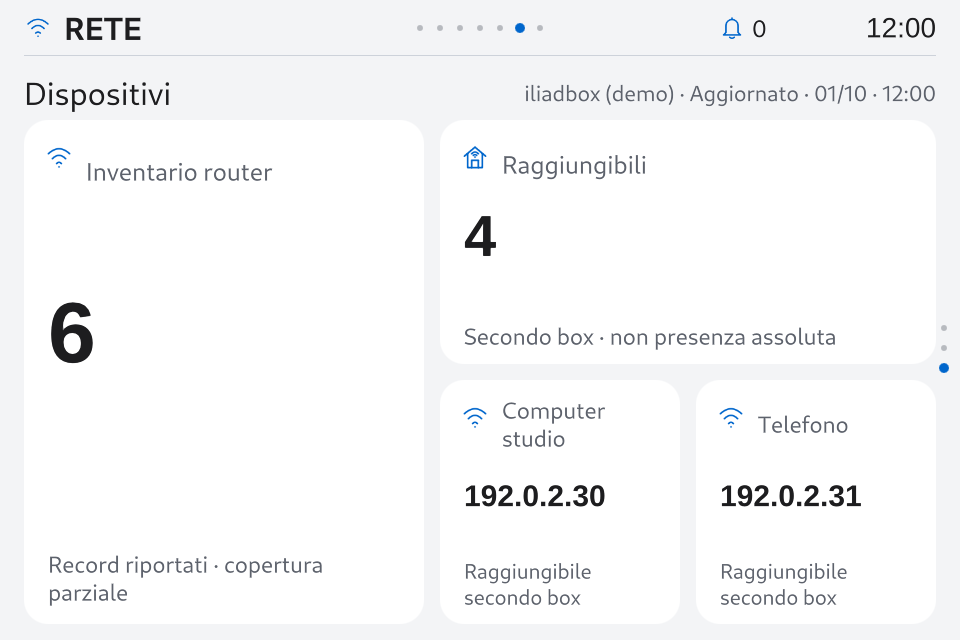 RETE
0
12:00
Dispositivi
iliadbox (demo) · Aggiornato · 01/10 · 12:00
Inventario router
6
Record riportati · copertura
parziale
Raggiungibili
4
Secondo box · non presenza assoluta
Computer
studio
192.0.2.30
Raggiungibile
secondo box
Telefono
192.0.2.31
Raggiungibile
secondo box